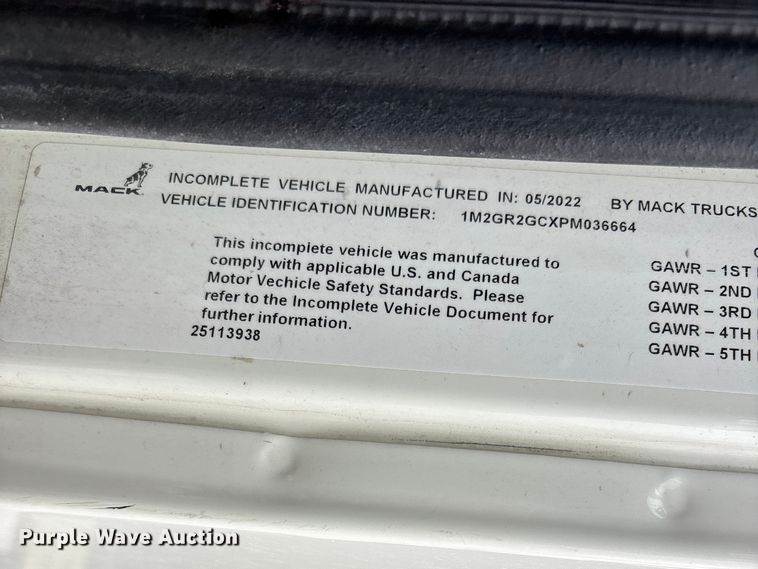 MACK INCOMPLETE VEHICLE MANUFACTURED IN: 05/2022 BY MACK TRUCKS
VEHICLE IDENTIFICATION NUMBER: 1M2GR2GCXPM036664
This incomplete vehicle was manufactured to
comply with applicable U.S. and Canada
Motor Vechicle Safety Standards. Please
refer to the Incomplete Vehicle Document for
further information.
25113938
GAWR – 1ST
GAWR – 2ND
GAWR – 3RD
GAWR – 4TH
GAWR – 5TH
Purple Wave Auction